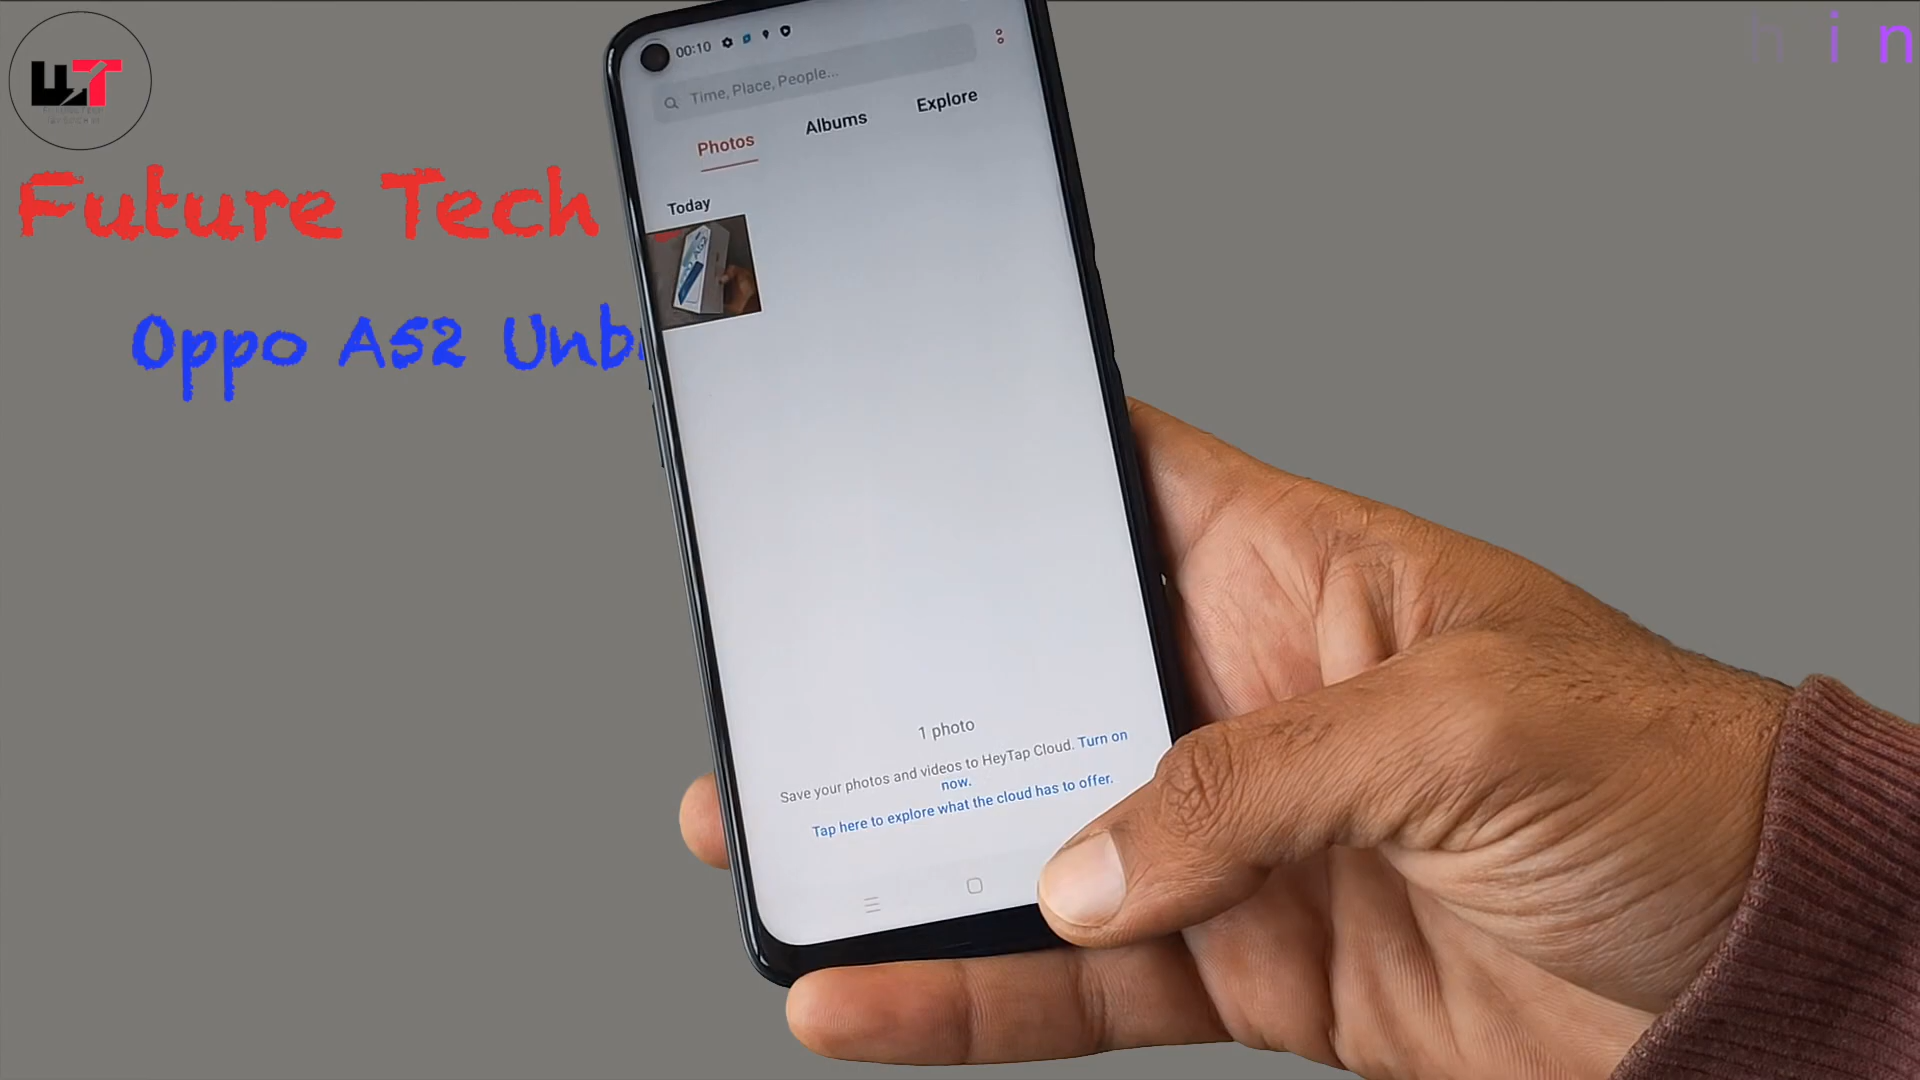 h i n
UT
Future Tech
Oppo A52 Unb
00:10
Time, Place, People...
Photos
Albums
Explore
Today
1 photo
Save your photos and videos to HeyTap Cloud. Turn on
now.
Tap here to explore what the cloud has to offer.